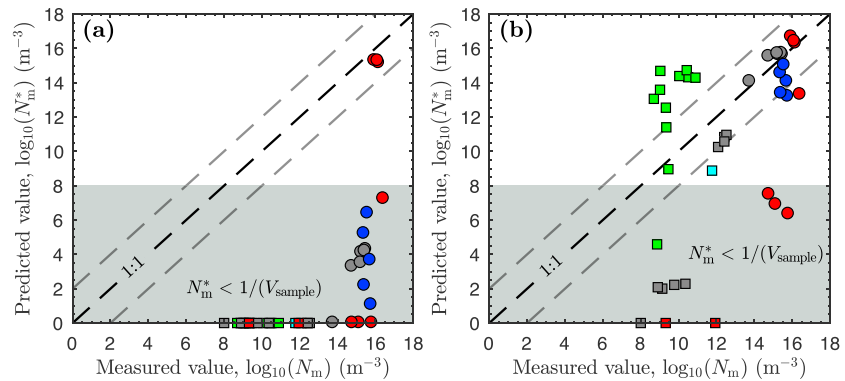 (a)
Predicted value, log₁₀(N*ₘ) (m⁻³)
18
16
14
12
10
8
6
4
2
0
1:1
N*ₘ < 1/(V_sample)
0 2 4 6 8 10 12 14 16 18
Measured value, log₁₀(Nₘ) (m⁻³)
(b)
Predicted value, log₁₀(N*ₘ) (m⁻³)
18
16
14
12
10
8
6
4
2
0
1:1
N*ₘ < 1/(V_sample)
0 2 4 6 8 10 12 14 16 18
Measured value, log₁₀(Nₘ) (m⁻³)